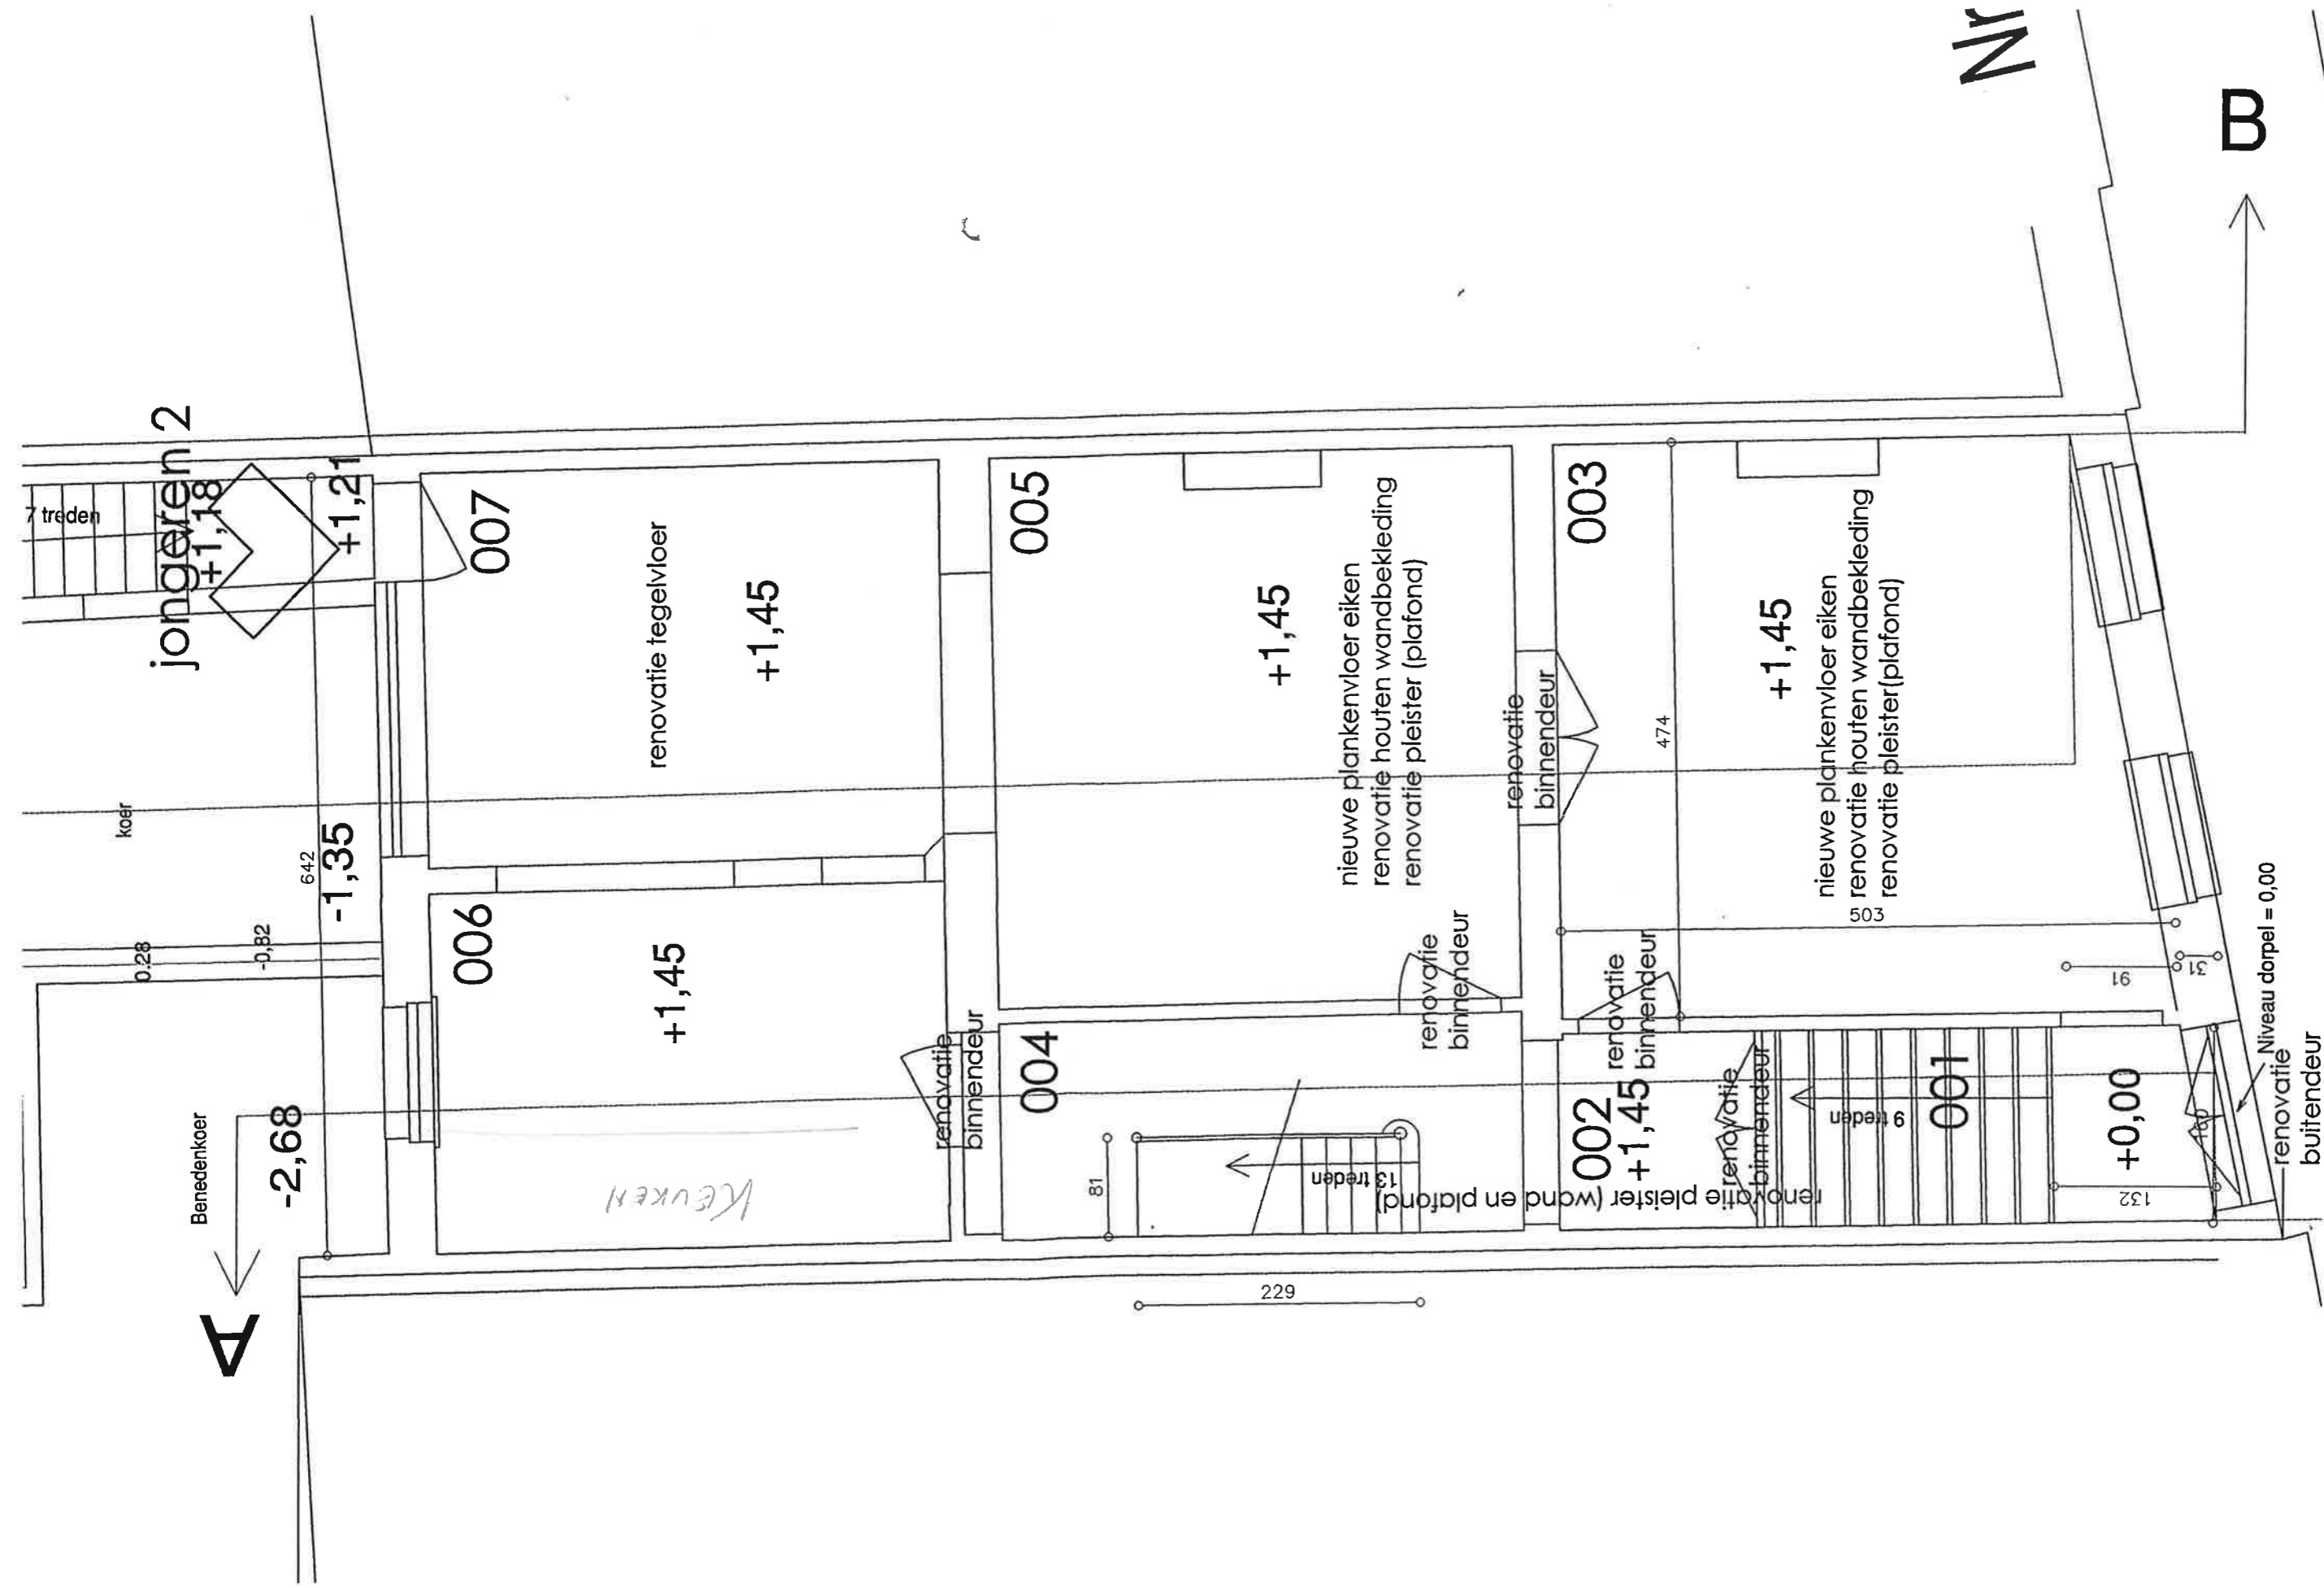 Nr
B
jongeren 2
+1,18
+1,21
7 treden
007
renovatie tegelvloer
+1,45
005
+1,45
nieuwe plankenvloer eiken
renovatie houten wandbekleding
renovatie pleister (plafond)
renovatie
binnendeur
003
474
+1,45
nieuwe plankenvloer eiken
renovatie houten wandbekleding
renovatie pleister(plafond)
503
91
31
koer
642
-1,35
0.28
-0,82
006
+1,45
Benedenkoer
-2,68
A
KEUKEN
renovatie
binnendeur
004
81
13 treden
229
renovatie
binnendeur
renovatie
binnendeur
002
+1,45
renovatie pleister (wand en plafond)
renovatie
binnendeur
9 treden
001
+0,00
132
Niveau dorpel = 0,00
renovatie
buitendeur